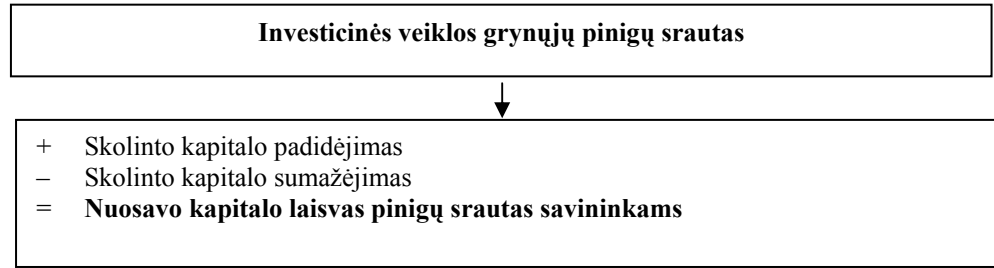 Investicinės veiklos grynųjų pinigų srautas
+ Skolinto kapitalo padidėjimas
– Skolinto kapitalo sumažėjimas
= Nuosavo kapitalo laisvas pinigų srautas savininkams